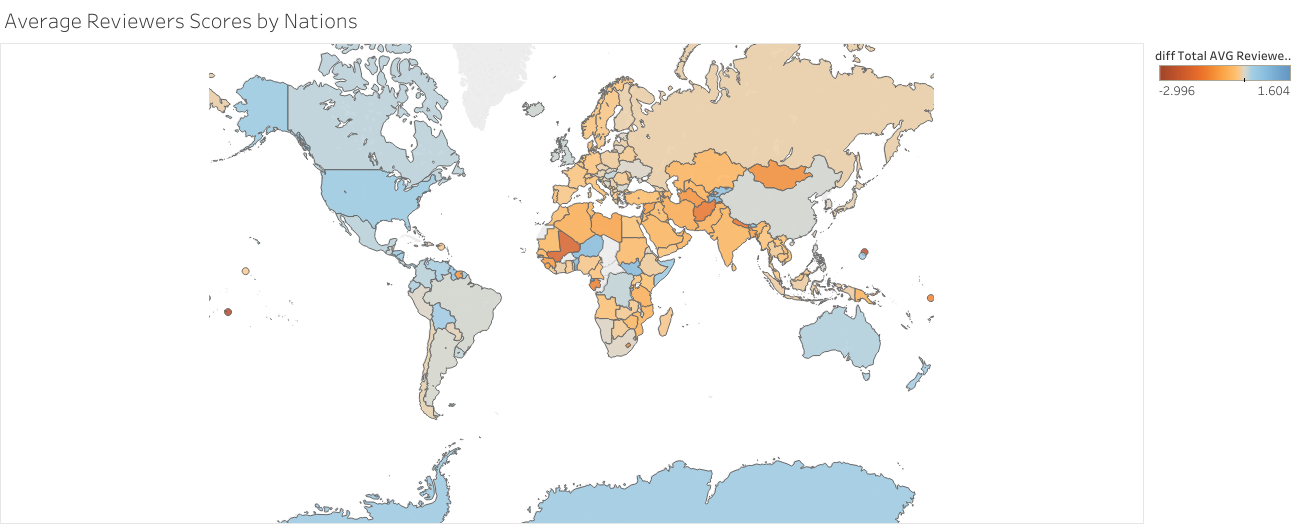 Average Reviewers Scores by Nations
diff Total AVG Reviewe..
-2.996 1.604